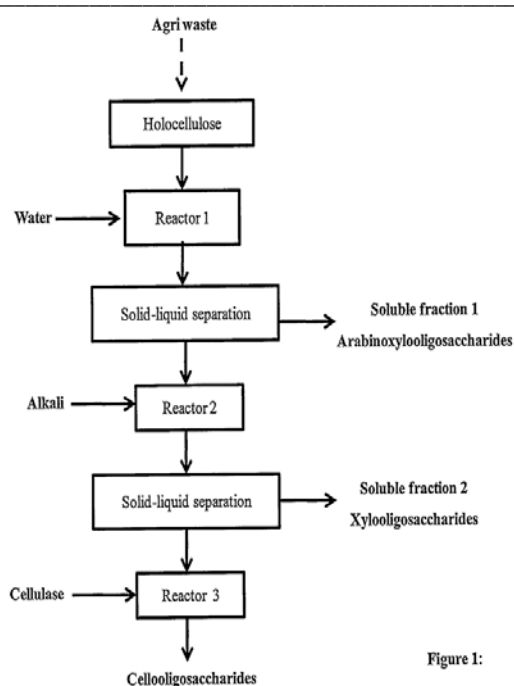 Agri waste
Holocellulose
Water
Reactor 1
Solid-liquid separation
Soluble fraction 1
Arabinoxylooligosaccharides
Alkali
Reactor 2
Solid-liquid separation
Soluble fraction 2
Xylooligosaccharides
Cellulase
Reactor 3
Cellooligosaccharides
Figure 1: